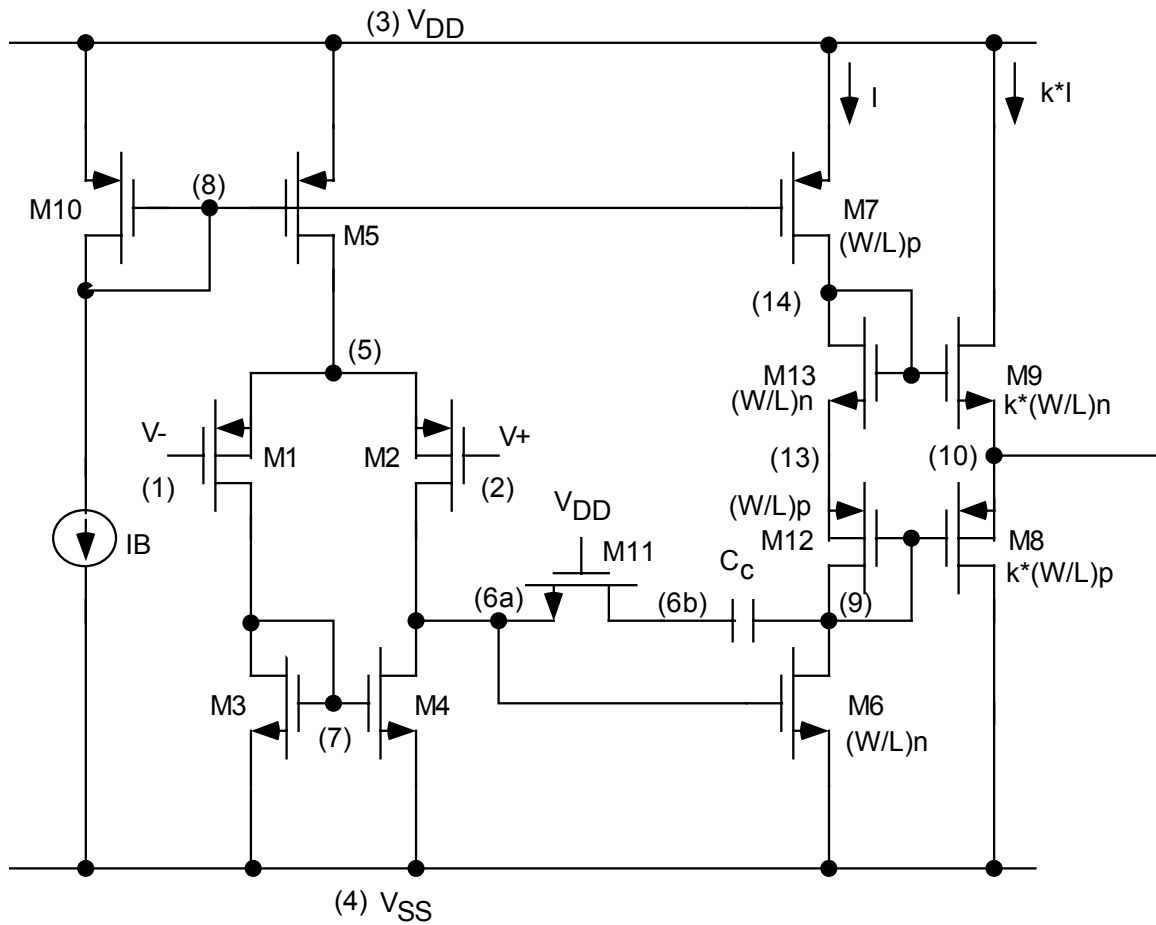 (3) VDD
I
k*I
(8)
M10
M5
M7
(W/L)p
(14)
(5)
M13
(W/L)n
M9
k*(W/L)n
V-
M1
M2
V+
(1)
(2)
(13)
(10)
VDD
(W/L)p
M12
M8
k*(W/L)p
IB
M11
Cc
(6a)
(6b)
(9)
M3
M4
M6
(W/L)n
(7)
(4) VSS